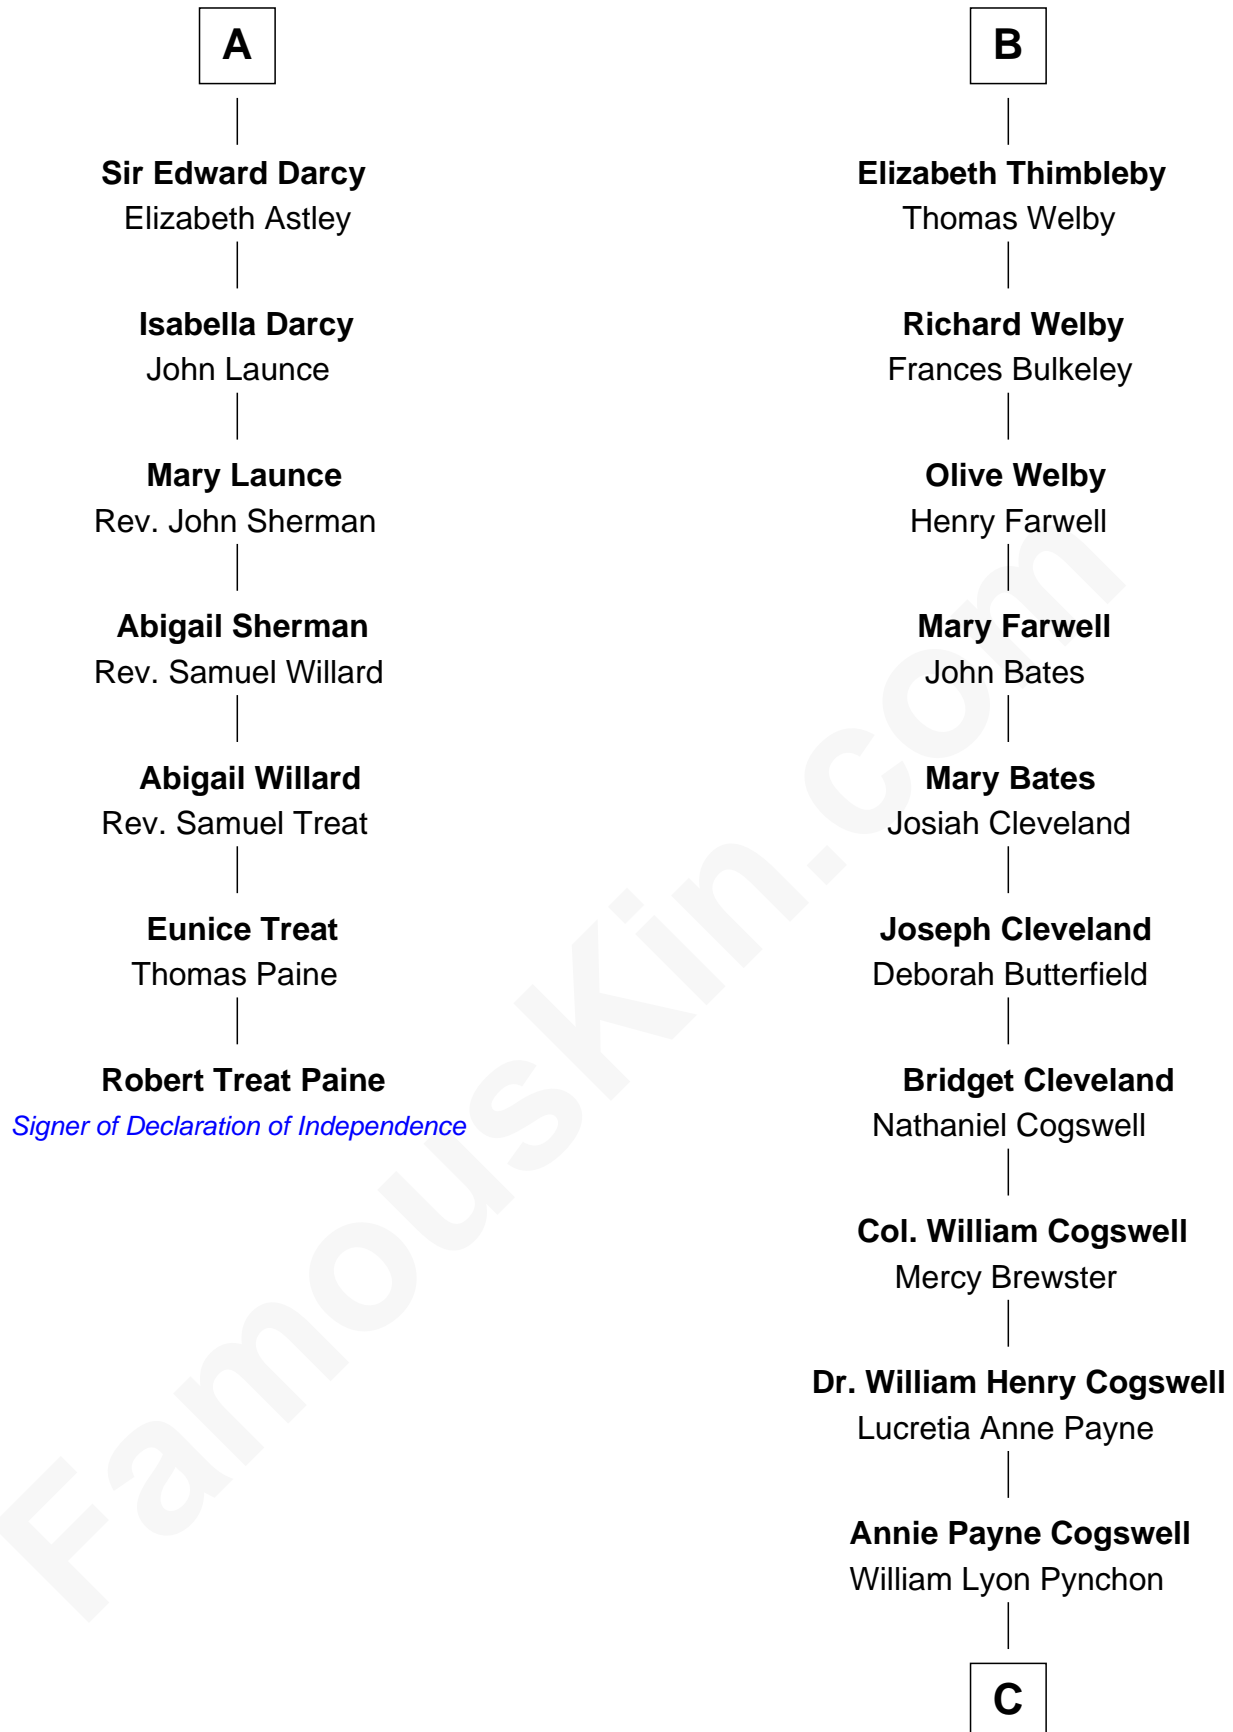 A
Sir Edward Darcy
Elizabeth Astley
Isabella Darcy
John Launce
Mary Launce
Rev. John Sherman
Abigail Sherman
Rev. Samuel Willard
Abigail Willard
Rev. Samuel Treat
Eunice Treat
Thomas Paine
Robert Treat Paine
Signer of Declaration of Independence
B
Elizabeth Thimbleby
Thomas Welby
Richard Welby
Frances Bulkeley
Olive Welby
Henry Farwell
Mary Farwell
John Bates
Mary Bates
Josiah Cleveland
Joseph Cleveland
Deborah Butterfield
Bridget Cleveland
Nathaniel Cogswell
Col. William Cogswell
Mercy Brewster
Dr. William Henry Cogswell
Lucretia Anne Payne
Annie Payne Cogswell
William Lyon Pynchon
C
FamousKin.com